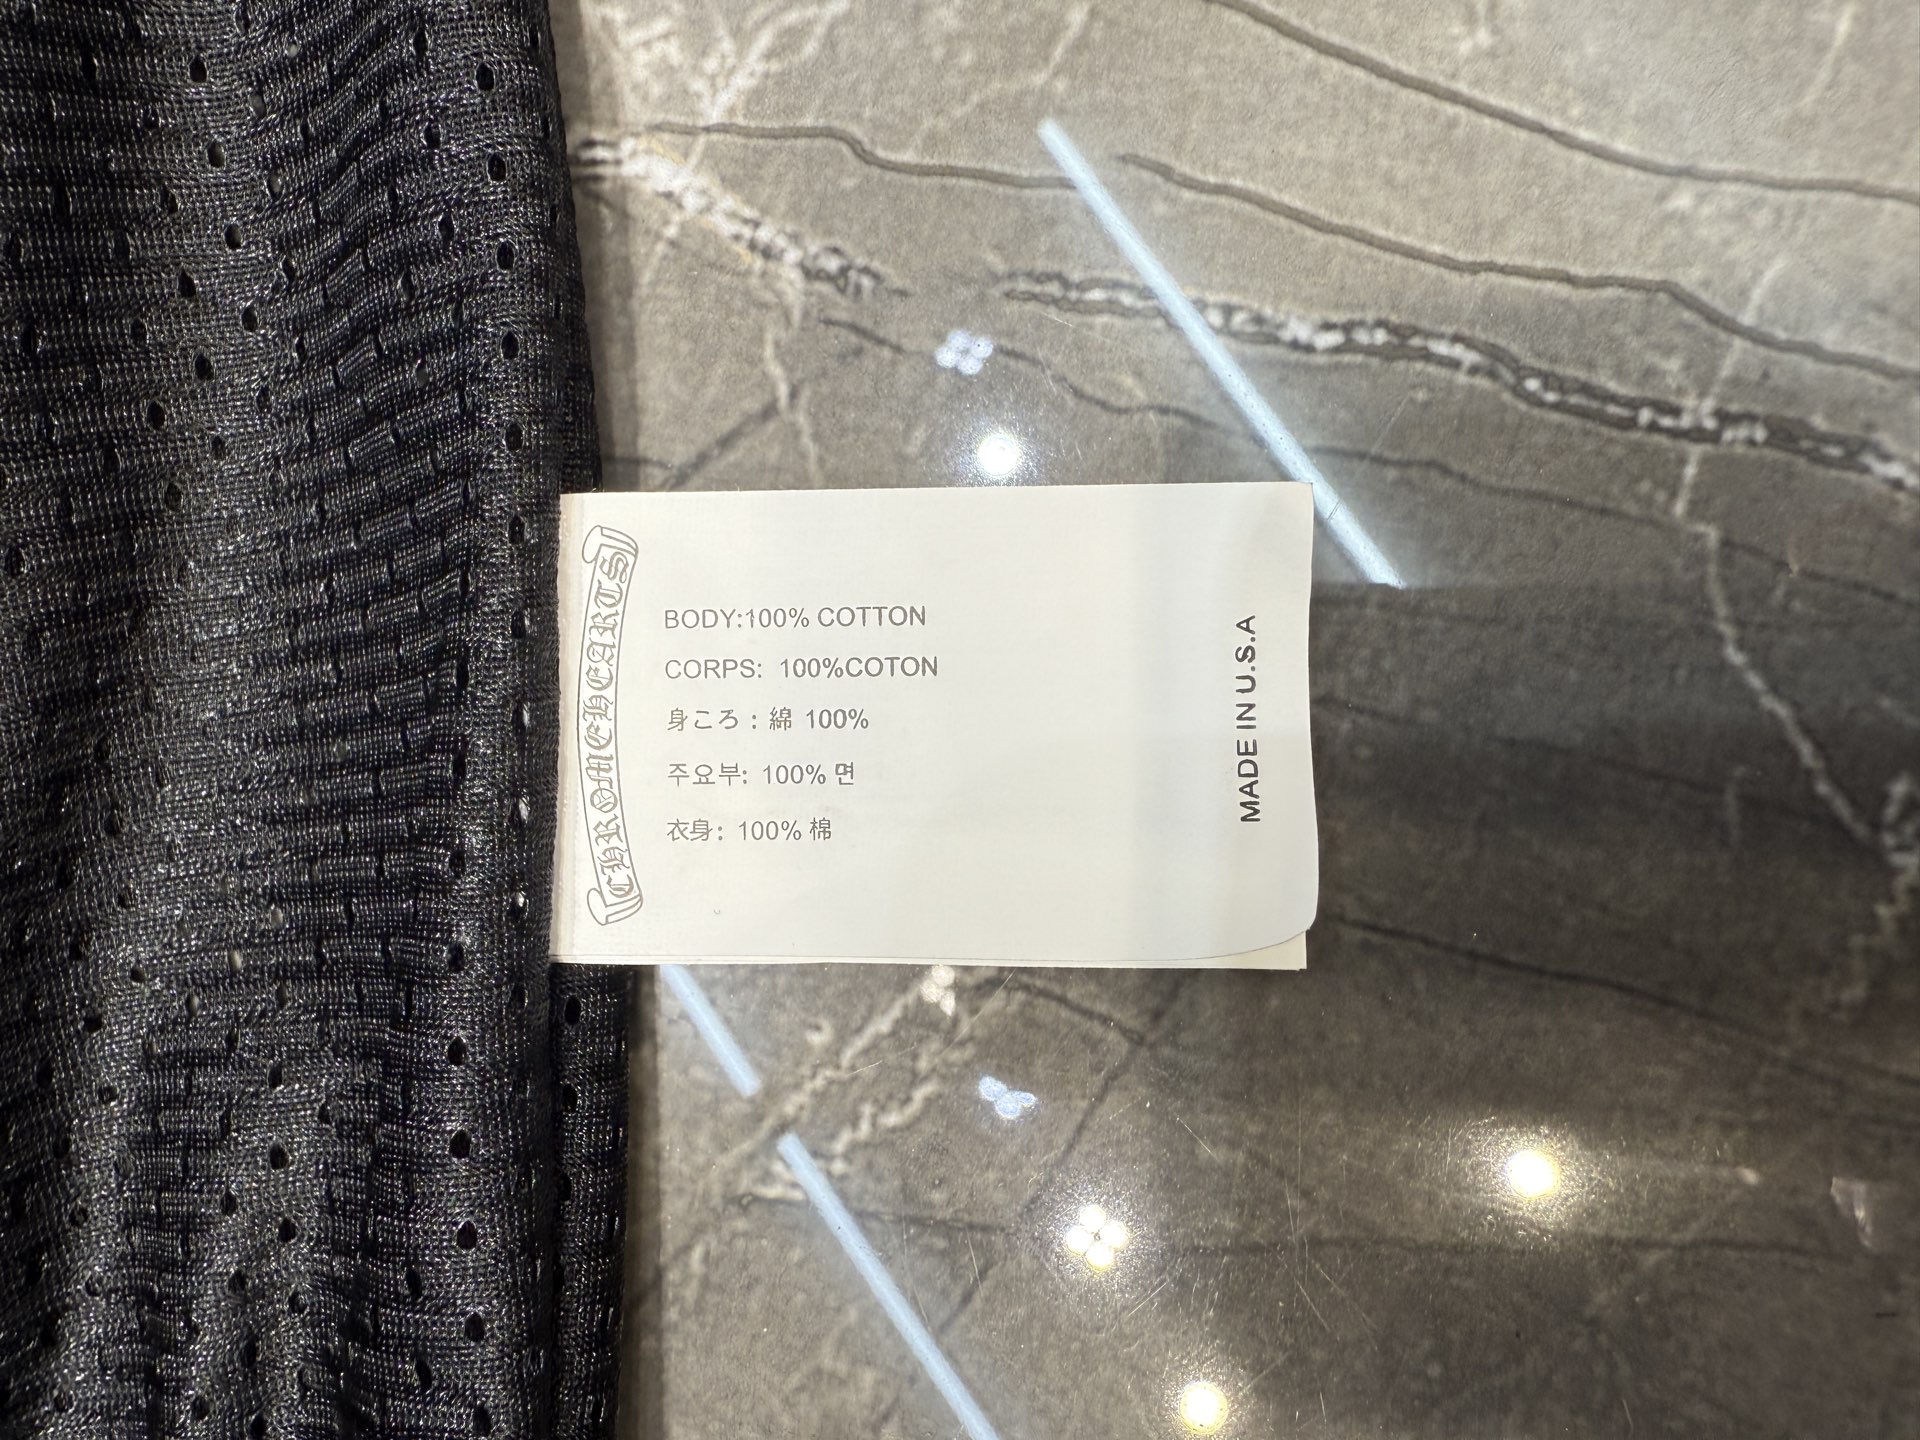 CHROME HEARTS
BODY:100% COTTON
CORPS: 100%COTON
身ころ : 綿 100%
주요부: 100% 면
衣身: 100% 棉
MADE IN U.S.A